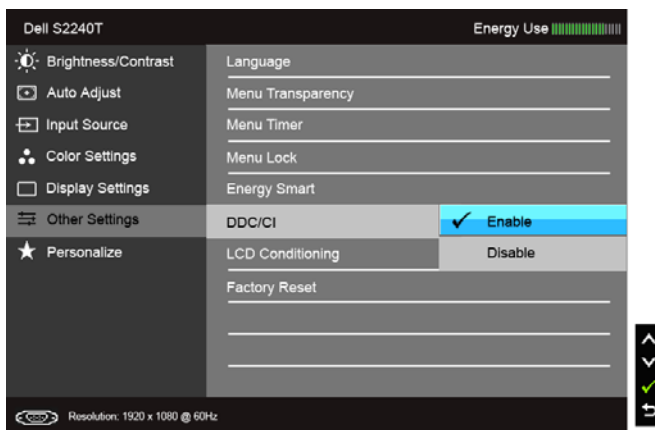 Dell S2240T
Energy Use
Brightness/Contrast
Auto Adjust
Input Source
Color Settings
Display Settings
Other Settings
Personalize
Language
Menu Transparency
Menu Timer
Menu Lock
Energy Smart
DDC/CI
Enable
Disable
LCD Conditioning
Factory Reset
Resolution: 1920 x 1080 @ 60Hz